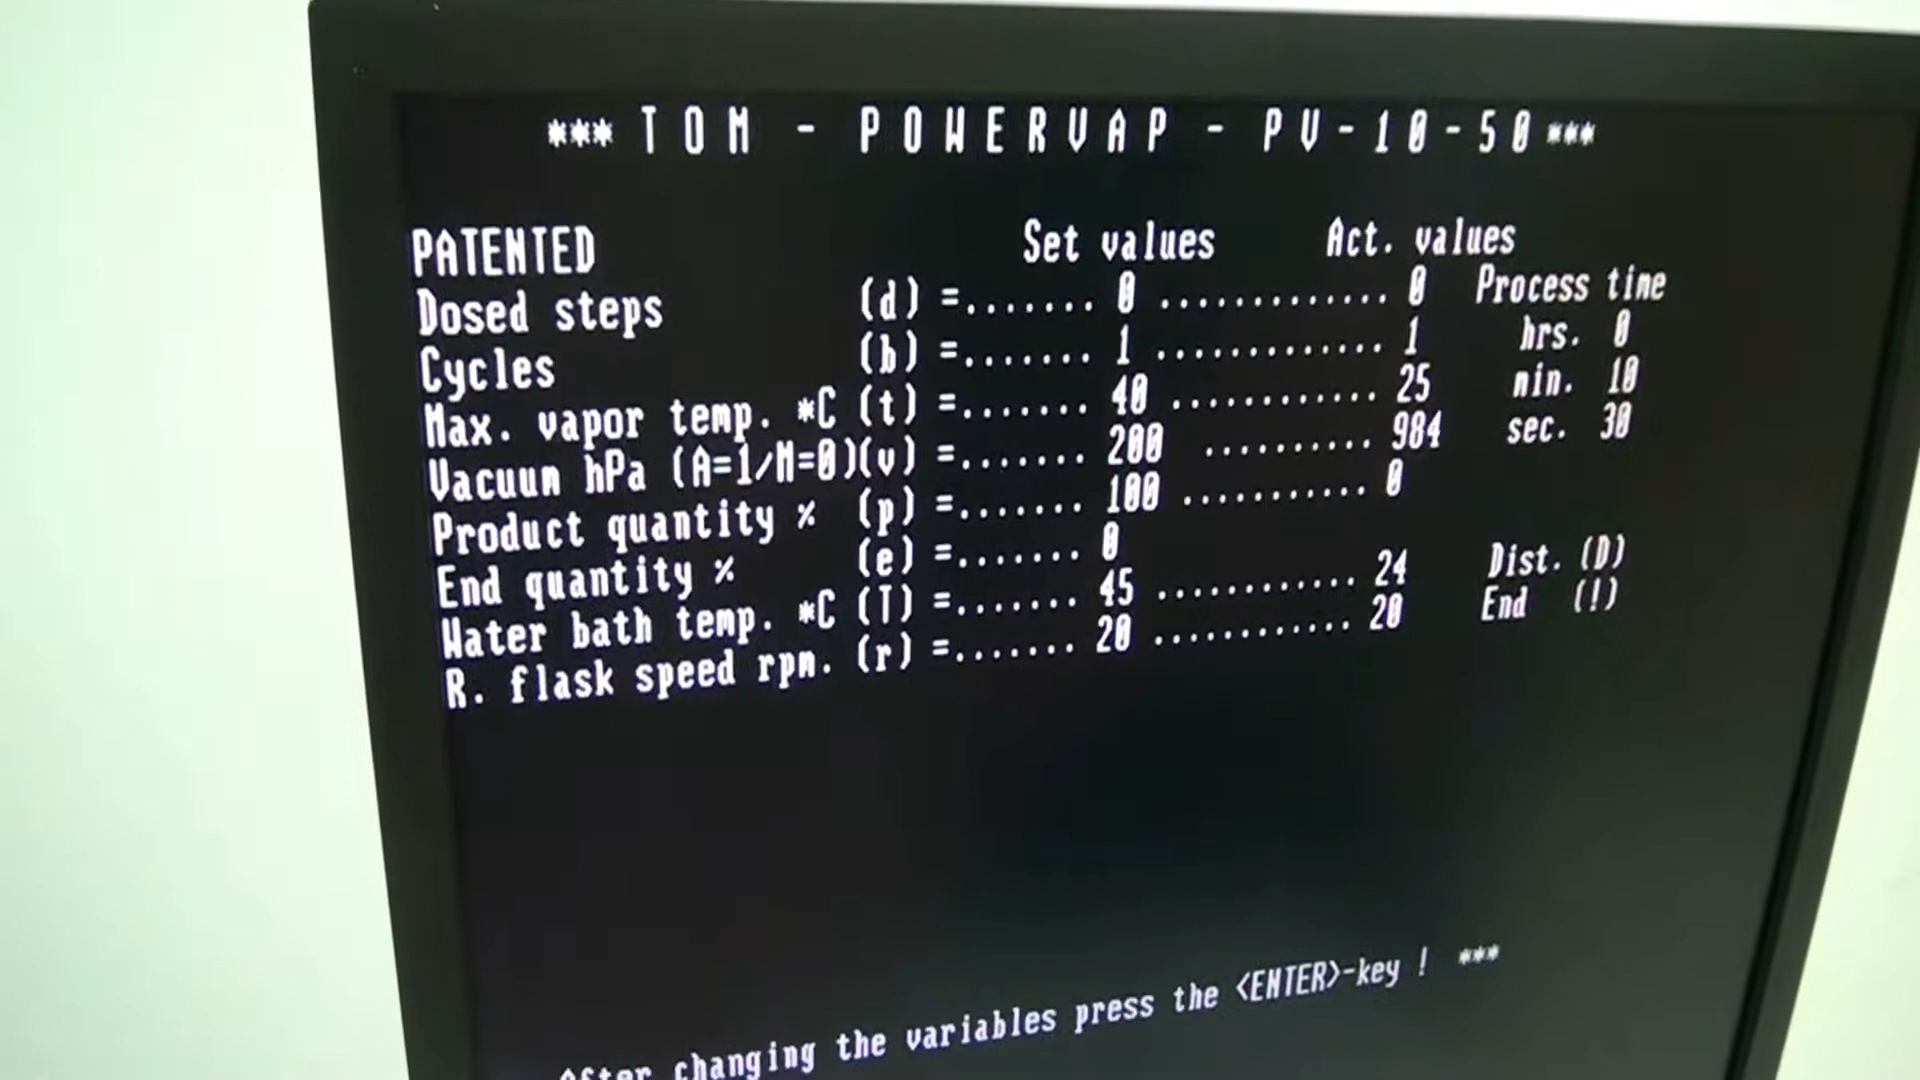 *** T O M - P O W E R V A P - P V - 1 0 - 5 0 ***
PATENTED Set values Act. values
Dosed steps (d) =....... 0 ............. 0 Process time
Cycles (b) =....... 1 ............. 1 hrs. 0
Max. vapor temp. *C (t) =....... 40 ............ 25 min. 10
Vacuum hPa (A=1/M=0)(v) =....... 200 .......... 984 sec. 30
Product quantity % (p) =....... 100 ........... 0
End quantity % (e) =....... 0
Water bath temp. *C (T) =....... 45 ............. 24 Dist. (D)
R. flask speed rpm. (r) =....... 20 ............ 20 End (!)
After changing the variables press the <ENTER>-key ! ***